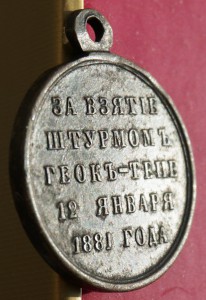 ЗА ВЗЯТІЕ
ШТУРМОМЪ
ГЕОКЪ-ТЕПЕ
12 ЯНВАРЯ
1881 ГОДА